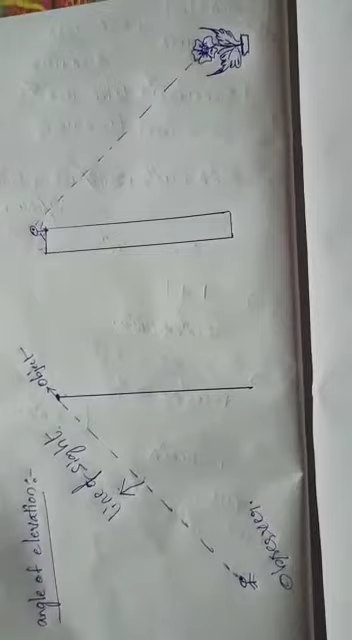 angle of elevation:-
object
line of sight.
Observer.